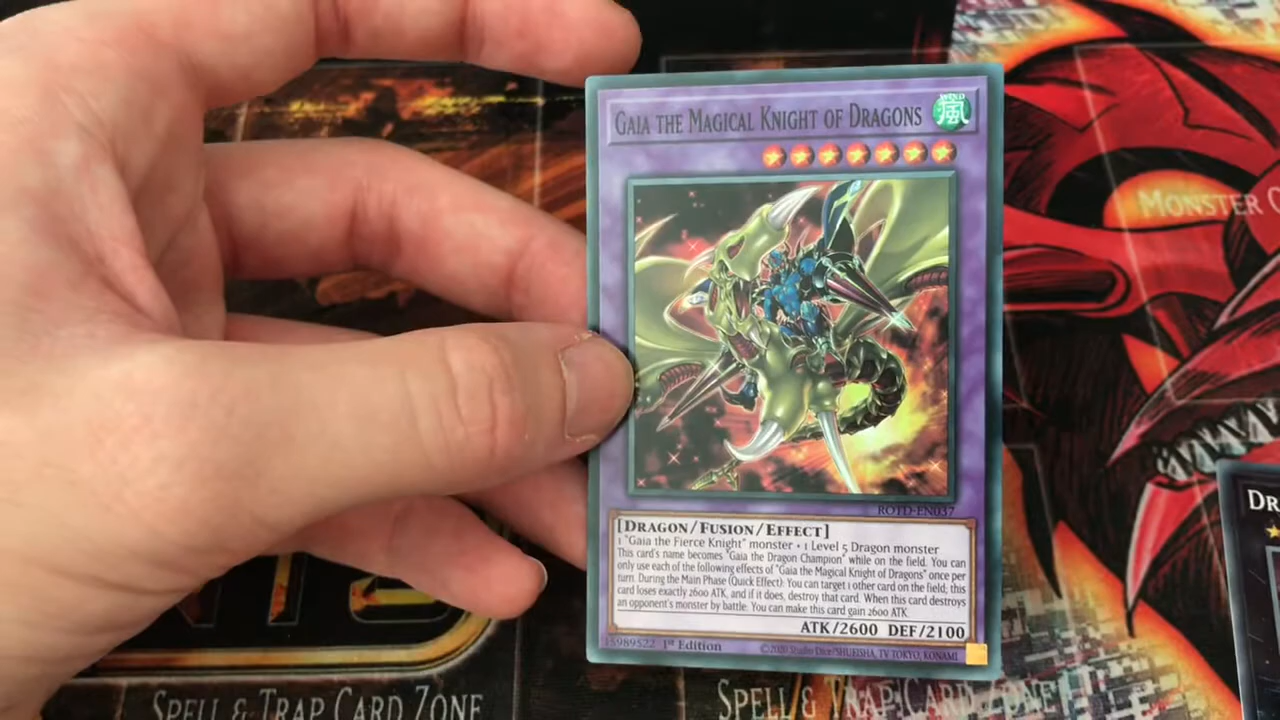 GAIA THE MAGICAL KNIGHT OF DRAGONS
WIND
風
MONSTER C
ROTD-EN037
DR
[DRAGON/FUSION/EFFECT]
1 "Gaia the Fierce Knight" monster + 1 Level 5 Dragon monster
This card's name becomes "Gaia the Dragon Champion" while on the field. You can
only use each of the following effects of "Gaia the Magical Knight of Dragons" once per
turn. During the Main Phase (Quick Effect): You can target 1 other card on the field; this
card loses exactly 2600 ATK, and if it does, destroy that card. When this card destroys
an opponent's monster by battle: You can make this card gain 2600 ATK.
ATK/2600 DEF/2100
1st Edition
©2020 Studio Dice/SHUEISHA, TV TOKYO, KONAMI
SPELL & TRAP CARD ZONE
SPELL & TRAP CARD ZONE